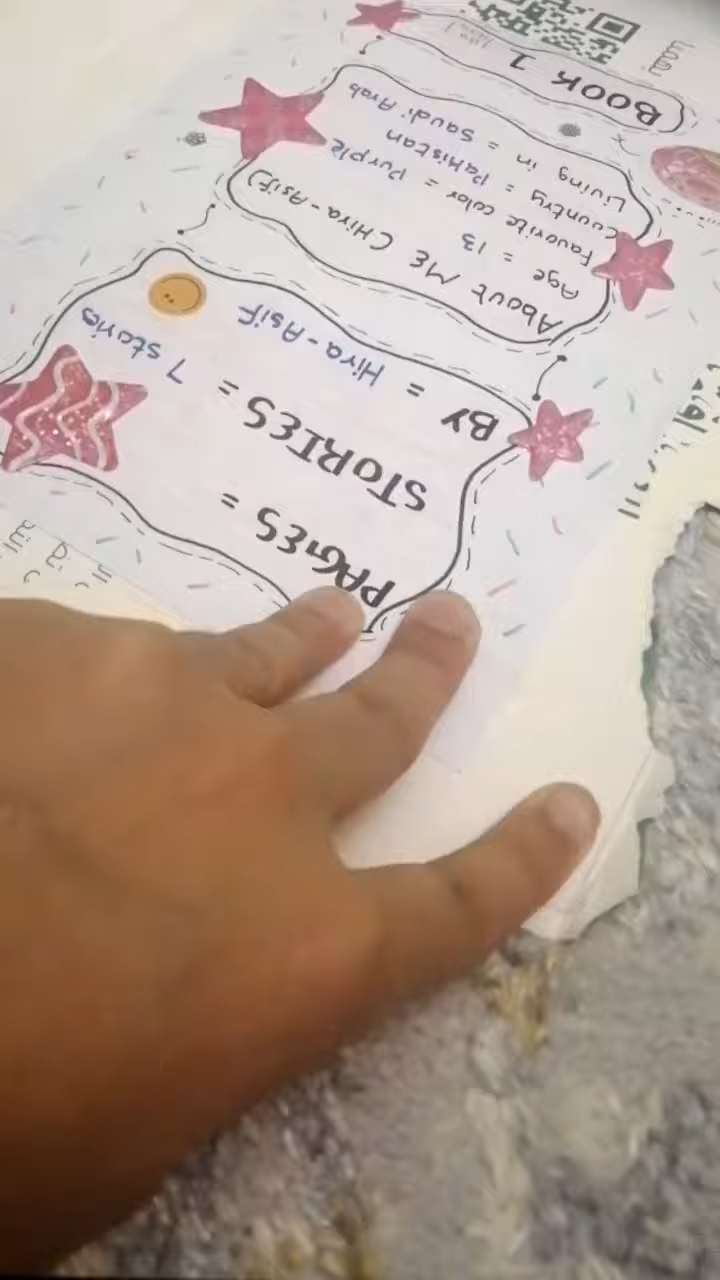 BOOK 1
Living in = Saudi Arab
Country = Pakistan
Favorite color = Purple
Age = 13
About Me (Hira-Asif)
BY = Hira-Asif
STORIES = 7 storie
PAGES =